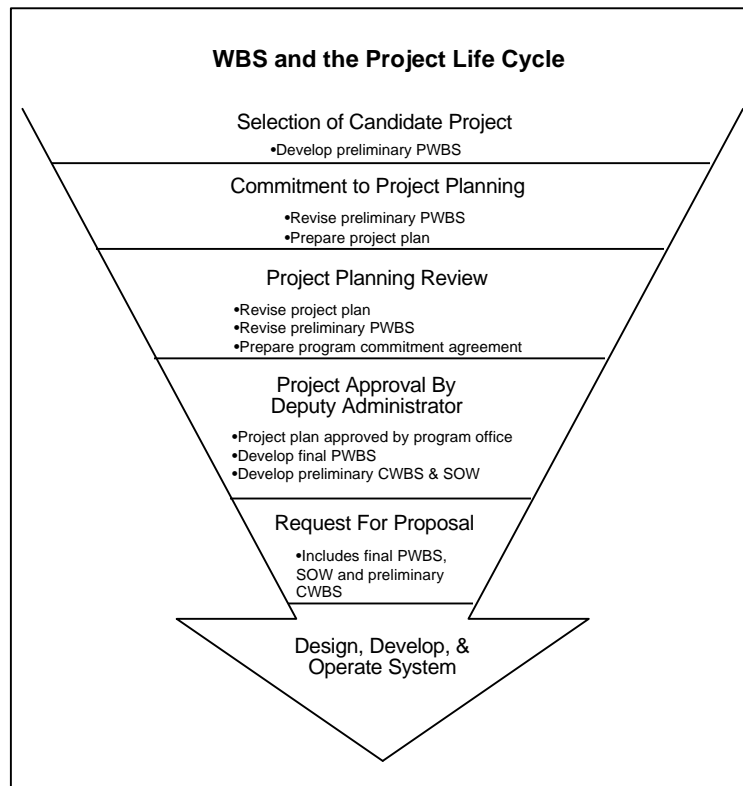 WBS and the Project Life Cycle
Selection of Candidate Project
•Develop preliminary PWBS
Commitment to Project Planning
•Revise preliminary PWBS
•Prepare project plan
Project Planning Review
•Revise project plan
•Revise preliminary PWBS
•Prepare program commitment agreement
Project Approval By
Deputy Administrator
•Project plan approved by program office
•Develop final PWBS
•Develop preliminary CWBS & SOW
Request For Proposal
•Includes final PWBS,
SOW and preliminary
CWBS
Design, Develop, &
Operate System